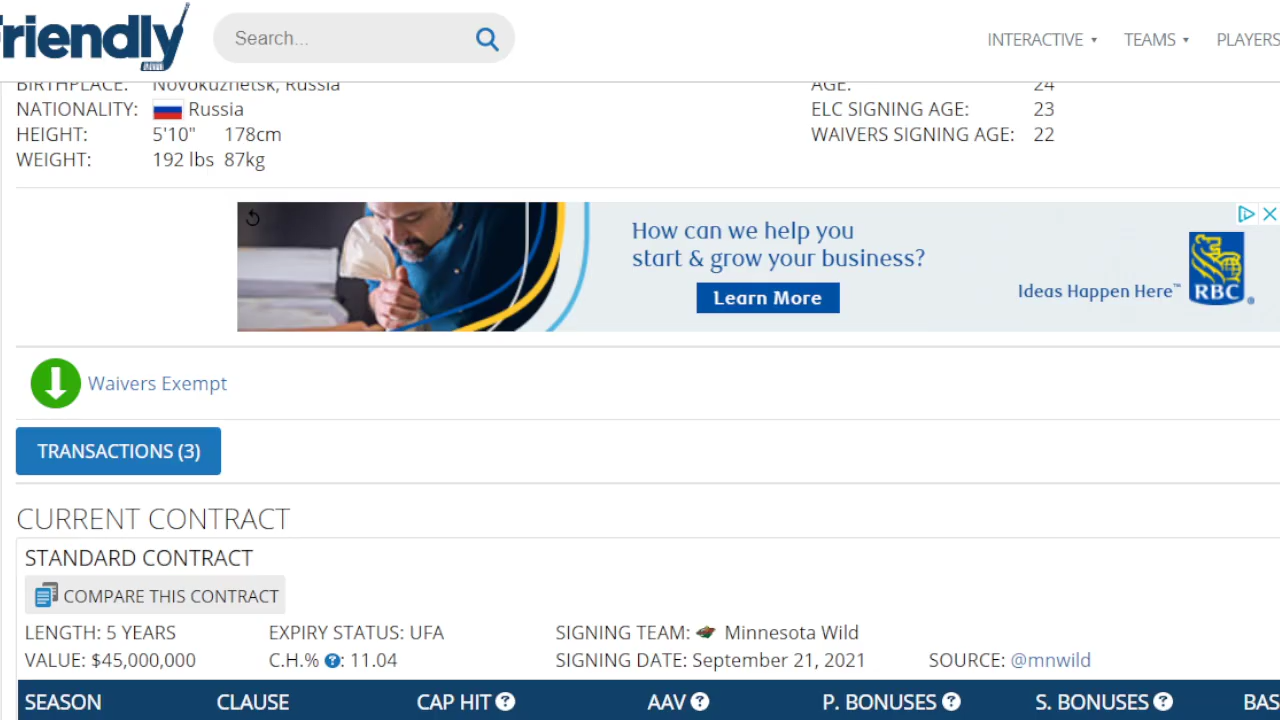 Friendly
Search...
INTERACTIVE ▾ TEAMS ▾ PLAYERS
BIRTHPLACE: Novokuznetsk, Russia AGE: 24
NATIONALITY: Russia ELC SIGNING AGE: 23
HEIGHT: 5'10" 178cm WAIVERS SIGNING AGE: 22
WEIGHT: 192 lbs 87kg
How can we help you
start & grow your business?
Learn More
Ideas Happen Here™ RBC ®
Waivers Exempt
TRANSACTIONS (3)
CURRENT CONTRACT
STANDARD CONTRACT
COMPARE THIS CONTRACT
LENGTH: 5 YEARS EXPIRY STATUS: UFA SIGNING TEAM: Minnesota Wild
VALUE: $45,000,000 C.H.% ?: 11.04 SIGNING DATE: September 21, 2021 SOURCE: @mnwild
SEASON CLAUSE CAP HIT ? AAV ? P. BONUSES ? S. BONUSES ? BAS